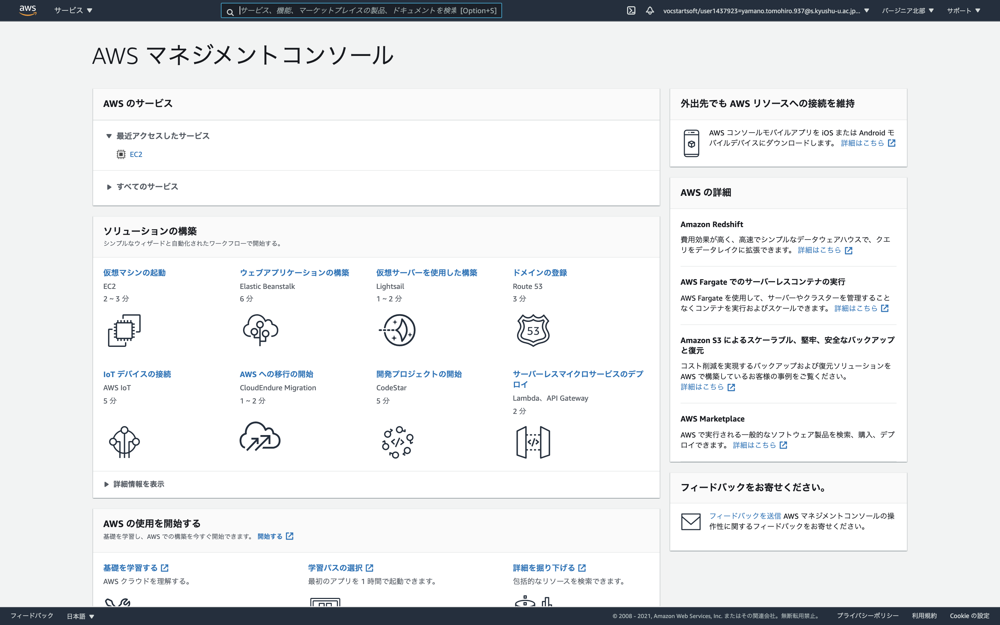 aws
サービス
サービス、機能、マーケットプレイスの製品、ドキュメントを検索 [Option+S]
vocstartsoft/user1437923=yamano.tomohiro.937@s.kyushu-u.ac.jp...
バージニア北部
サポート
AWS マネジメントコンソール
AWS のサービス
最近アクセスしたサービス
EC2
すべてのサービス
ソリューションの構築
シンプルなウィザードと自動化されたワークフローで開始する。
仮想マシンの起動
EC2
2 ~ 3 分
ウェブアプリケーションの構築
Elastic Beanstalk
6 分
仮想サーバーを使用した構築
Lightsail
1 ~ 2 分
ドメインの登録
Route 53
3 分
53
IoT デバイスの接続
AWS IoT
5 分
AWS への移行の開始
CloudEndure Migration
1 ~ 2 分
開発プロジェクトの開始
CodeStar
5 分
</>
サーバーレスマイクロサービスのデプ
ロイ
Lambda、API Gateway
2 分
</>
詳細情報を表示
AWS の使用を開始する
基礎を学習し、AWS での構築を今すぐ開始できます。 開始する
基礎を学習する
AWS クラウドを理解する。
学習パスの選択
最初のアプリを 1 時間で起動できます。
詳細を掘り下げる
包括的なリソースを検索できます。
外出先でも AWS リソースへの接続を維持
AWS コンソールモバイルアプリを iOS または Android モ
バイルデバイスにダウンロードします。 詳細はこちら
AWS の詳細
Amazon Redshift
費用効果が高く、高速でシンプルなデータウェアハウスで、クエ
リをデータレイクに拡張できます。 詳細はこちら
AWS Fargate でのサーバーレスコンテナの実行
AWS Fargate を使用して、サーバーやクラスターを管理すること
なくコンテナを実行およびスケールできます。 詳細はこちら
Amazon S3 によるスケーラブル、堅牢、安全なバックアップ
と復元
コスト削減を実現するバックアップおよび復元ソリューションを
AWS で構築しているお客様の事例をご覧ください。
詳細はこちら
AWS Marketplace
AWS で実行される一般的なソフトウェア製品を検索、購入、デプ
ロイできます。 詳細はこちら
フィードバックをお寄せください。
フィードバックを送信 AWS マネジメントコンソールの操
作性に関するフィードバックをお寄せください。
フィードバック
日本語
© 2008 - 2021, Amazon Web Services, Inc. またはその関連会社。無断転用禁止。
プライバシーポリシー
利用規約
Cookie の設定